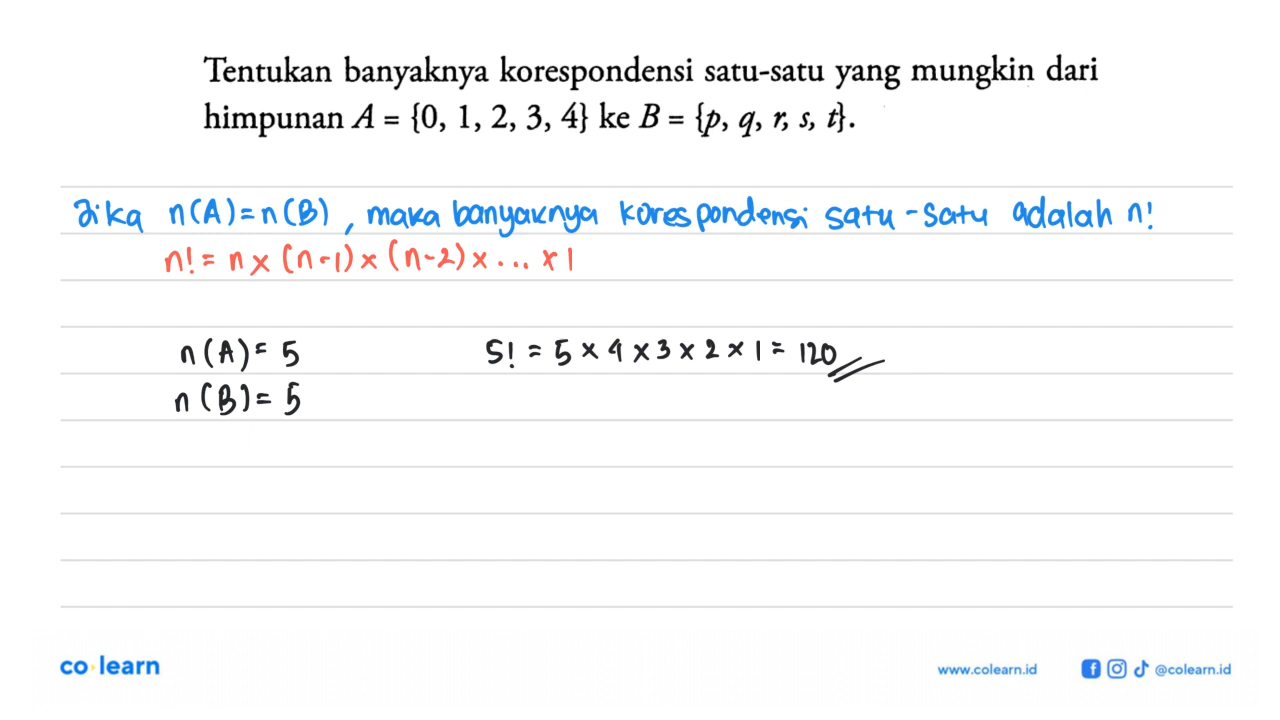 Tentukan banyaknya korespondensi satu-satu yang mungkin dari
himpunan A = {0, 1, 2, 3, 4} ke B = {p, q, r, s, t}.
Jika n(A)=n(B), maka banyaknya korespondensi satu-satu adalah n!
n! = n × (n-1) × (n-2) × ... × 1
n(A) = 5 5! = 5 × 4 × 3 × 2 × 1 = 120
n(B) = 5
co learn www.colearn.id @colearn.id